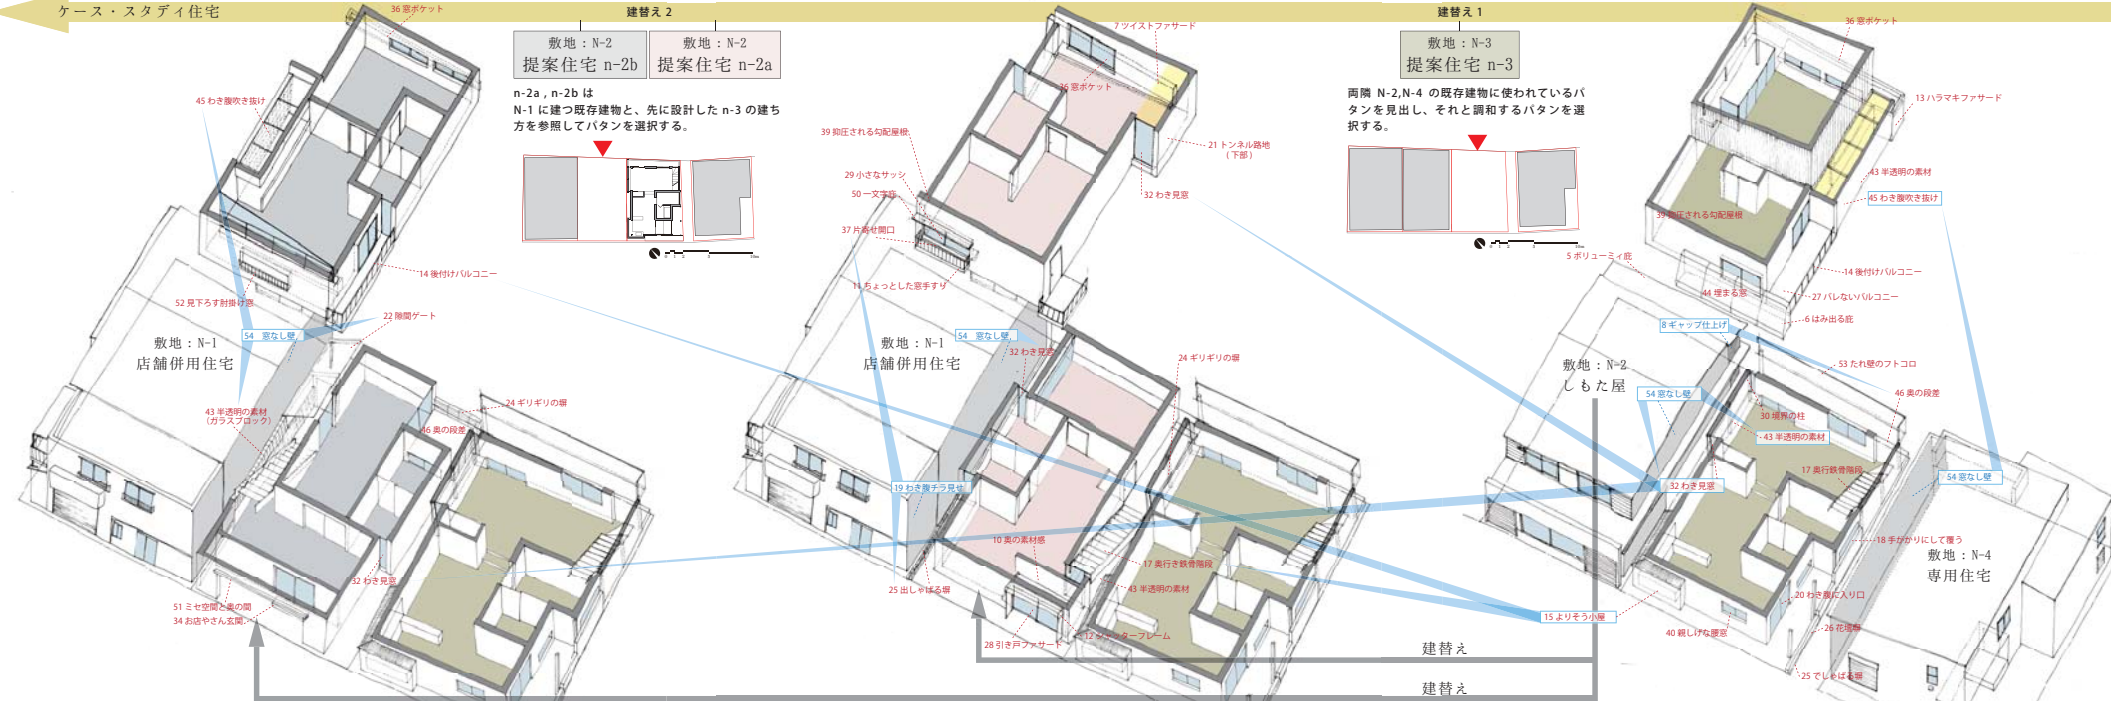 ケース・スタディ住宅
建替え 2
建替え 1
敷地：N-2
提案住宅 n-2b
敷地：N-2
提案住宅 n-2a
n-2a , n-2b は
N-1 に建つ既存建物と、先に設計した n-3 の建ち
方を参照してパタンを選択する。
敷地：N-3
提案住宅 n-3
両隣 N-2,N-4 の既存建物に使われているパ
タンを見出し、それと調和するパタンを選
択する。
36 窓ポケット
45 わき腹吹き抜け
14 後付けバルコニー
52 見下ろす肘掛け窓
22 隙間ゲート
54 窓なし壁
敷地：N-1
店舗併用住宅
43 半透明の素材
(ガラスブロック)
24 ギリギリの塀
46 奥の段差
32 わき見窓
51 ミセ空間と奥の間
34 お店やさん玄関
7 ツイストファサード
36 窓ポケット
39 抑圧される勾配屋根
21 トンネル路地
(下部)
29 小さなサッシ
50 一文字庇
32 わき見窓
37 片寄せ開口
11 ちょっとした窓手すり
54 窓なし壁
敷地：N-1
店舗併用住宅
32 わき見窓
24 ギリギリの塀
19 わき腹チラ見せ
10 奥の素材感
17 奥行き鉄骨階段
43 半透明の素材
25 出しゃばる塀
12 シャッターフレーム
28 引き戸ファサード
36 窓ポケット
13 ハラマキファサード
43 半透明の素材
45 わき腹吹き抜け
39 抑圧される勾配屋根
5 ボリューミィ庇
14 後付けバルコニー
44 埋まる窓
27 バレないバルコニー
6 はみ出る庇
8 ギャップ仕上げ
敷地：N-2
しもた屋
53 たれ壁のフトコロ
54 窓なし壁
46 奥の段差
30 境界の柱
43 半透明の素材
17 奥行鉄骨階段
32 わき見窓
54 窓なし壁
18 手がかりにして覆う
敷地：N-4
専用住宅
20 わき腹に入り口
15 よりそう小屋
40 親しげな腰窓
26 花壇塀
25 でしゃばる塀
建替え
建替え